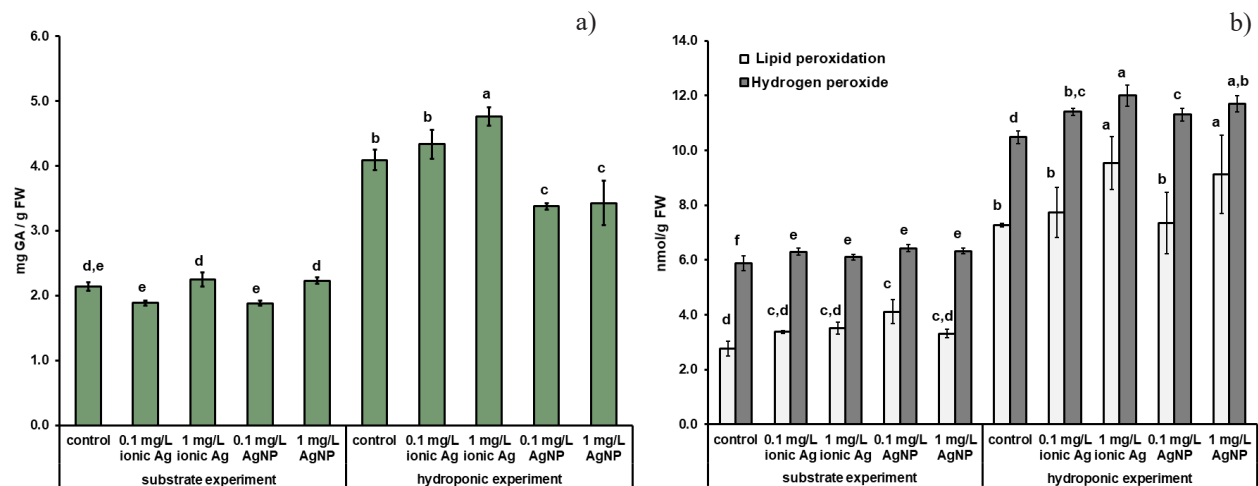 a)
6.0
5.0
4.0
3.0
2.0
1.0
0.0
mg GA / g FW
d,e
e
d
e
d
b
b
a
c
c
control
0.1 mg/L ionic Ag
1 mg/L ionic Ag
0.1 mg/L AgNP
1 mg/L AgNP
control
0.1 mg/L ionic Ag
1 mg/L ionic Ag
0.1 mg/L AgNP
1 mg/L AgNP
substrate experiment
hydroponic experiment
b)
14.0
12.0
10.0
8.0
6.0
4.0
2.0
0.0
nmol/g FW
Lipid peroxidation
Hydrogen peroxide
d
f
c,d
e
c,d
e
c
e
c,d
e
b
d
b
b,c
a
a
b
c
a
a,b
control
0.1 mg/L ionic Ag
1 mg/L ionic Ag
0.1 mg/L AgNP
1 mg/L AgNP
control
0.1 mg/L ionic Ag
1 mg/L ionic Ag
0.1 mg/L AgNP
1 mg/L AgNP
substrate experiment
hydroponic experiment